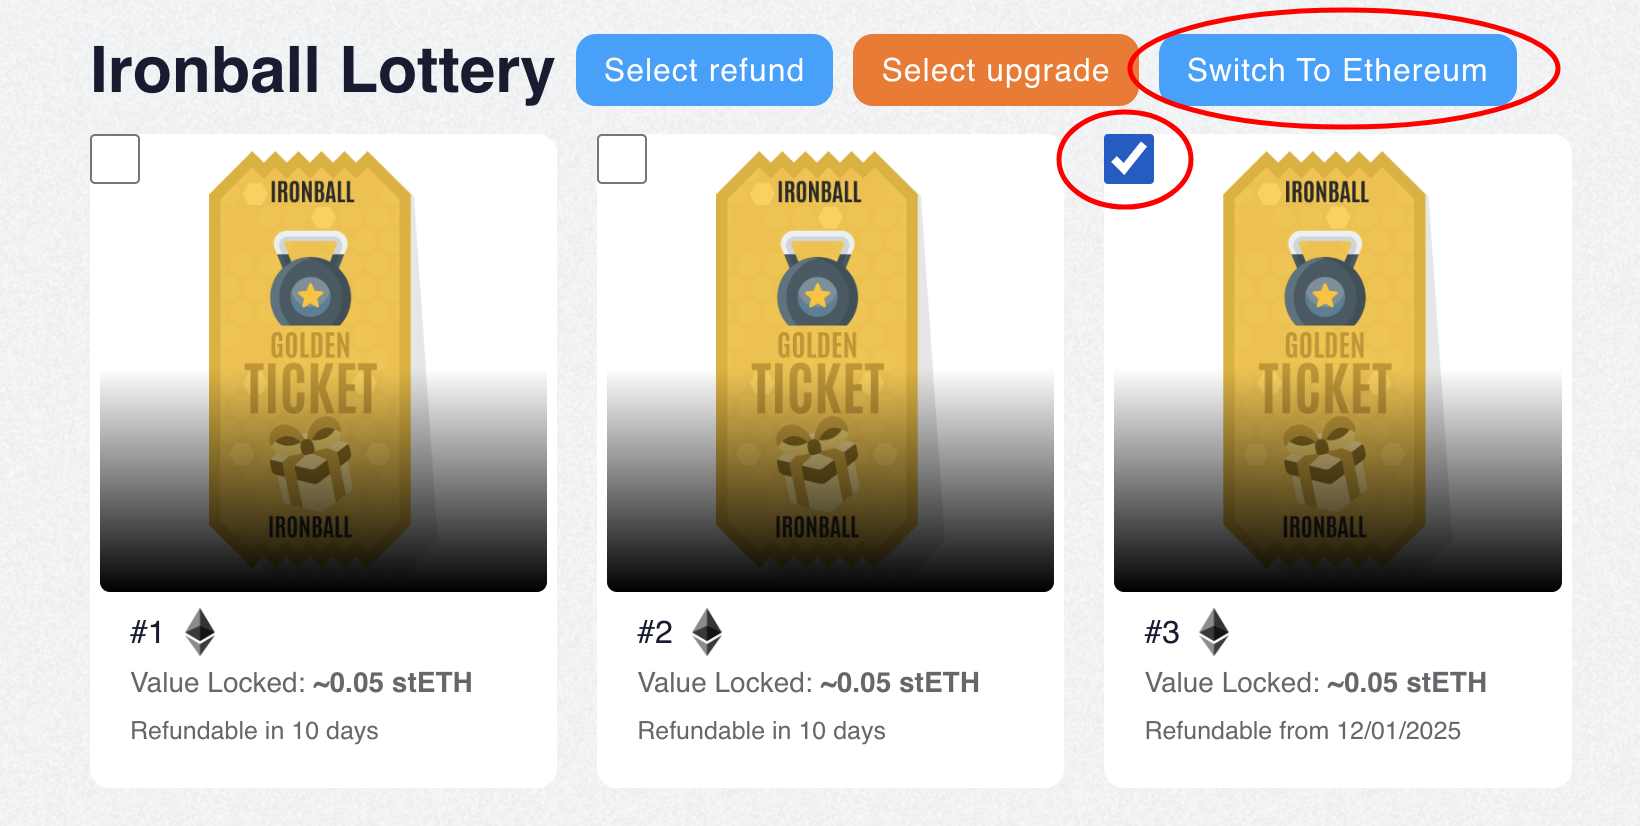 Ironball Lottery
Select refund
Select upgrade
Switch To Ethereum
IRONBALL
GOLDEN
TICKET
IRONBALL
#1
Value Locked: ~0.05 stETH
Refundable in 10 days
IRONBALL
GOLDEN
TICKET
IRONBALL
#2
Value Locked: ~0.05 stETH
Refundable in 10 days
IRONBALL
GOLDEN
TICKET
IRONBALL
#3
Value Locked: ~0.05 stETH
Refundable from 12/01/2025